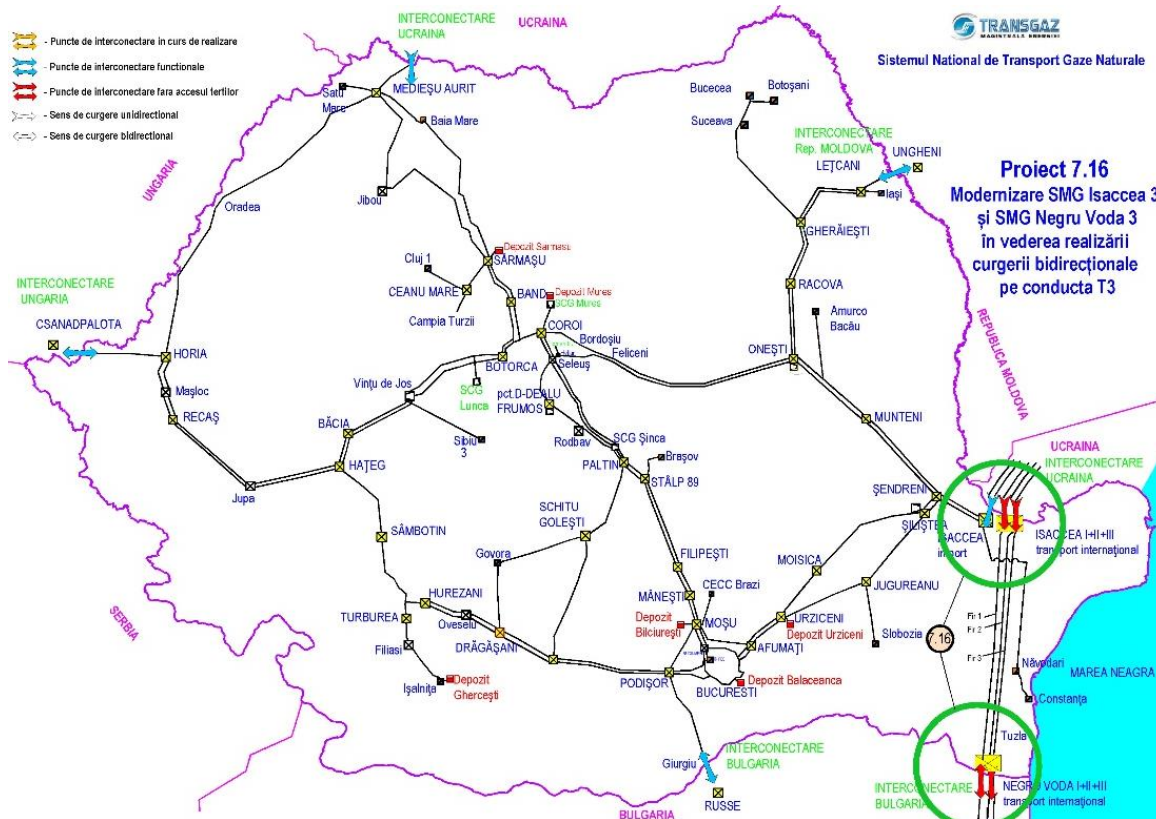 INTERCONECTARE
UCRAINA
UCRAINA
TRANSGAZ
MAGISTRALA ENERGIEI
Sistemul National de Transport Gaze Naturale
- Puncte de interconectare in curs de realizare
- Puncte de interconectare functionale
- Puncte de interconectare fara accesul tertilor
- Sens de curgere unidirectional
- Sens de curgere bidirectional
Satu
Mare
MEDIEŞU AURIT
Baia Mare
Bucecea
Botoşani
Suceava
INTERCONECTARE
Rep. MOLDOVA
LEŢCANI
UNGHENI
Iaşi
Proiect 7.16
Modernizare SMG Isaccea 3
şi SMG Negru Voda 3
în vederea realizării
curgerii bidirecţionale
pe conducta T3
UNGARIA
Oradea
Jibou
GHERĂIEŞTI
Depozit Sarmasu
SĂRMAŞU
Cluj 1
CEANU MARE
Campia Turzii
BAND
Depozit Mures
SCG Mures
RACOVA
Amurco
Bacău
INTERCONECTARE
UNGARIA
CSANADPALOTA
HORIA
Maşloc
RECAŞ
COROI
Bordoşiu
Feliceni
Seleuş
BOTORCA
SCG
Lunca
Vinţu de Jos
pct.D-DEALU
FRUMOS
ONEŞTI
REPUBLICA MOLDOVA
MUNTENI
BĂCIA
Sibiu
3
Rodbav
SCG Şinca
PALTIN
Braşov
STÂLP 89
HAŢEG
Jupa
UCRAINA
INTERCONECTARE
UCRAINA
ŞENDRENI
SILIŞTEA
ISACCEA
import
ISACCEA I+II+III
transport internaţional
SÂMBOTIN
SCHITU
GOLEŞTI
Govora
FILIPEŞTI
MOISICA
JUGUREANU
CECC Brazi
MÂNEŞTI
HUREZANI
TURBUREA
Oveselu
DRĂGĂŞANI
Filiasi
Depozit
Bilciureşti
MOŞU
URZICENI
Depozit Urziceni
Slobozia
AFUMAŢI
7.16
Fir 1
Fir 2
Fir 3
Năvodari
MAREA NEAGRA
Constanţa
SERBIA
Işalniţa
Depozit
Gherceşti
PODIŞOR
BUCURESTI
Depozit Balaceanca
Tuzla
Giurgiu
INTERCONECTARE
BULGARIA
RUSSE
BULGARIA
INTERCONECTARE
BULGARIA
NEGRU VODA I+II+III
transport internaţional